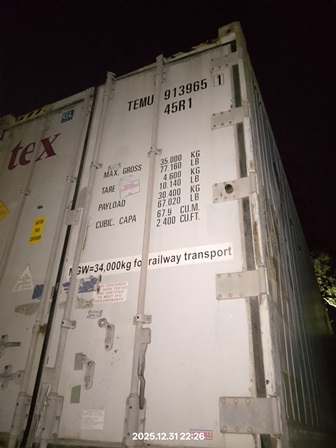 TEMU 913965 1
45R1
GL
tex
MAX. GROSS 35.000 KG
77.160 LB
TARE 4.600 KG
10.140 LB
PAYLOAD 30.400 KG
67.020 LB
CUBIC. CAPA 67.9 CU.M.
2.400 CU.FT.
GW=34,000kg for railway transport
2025.12.31 22:26